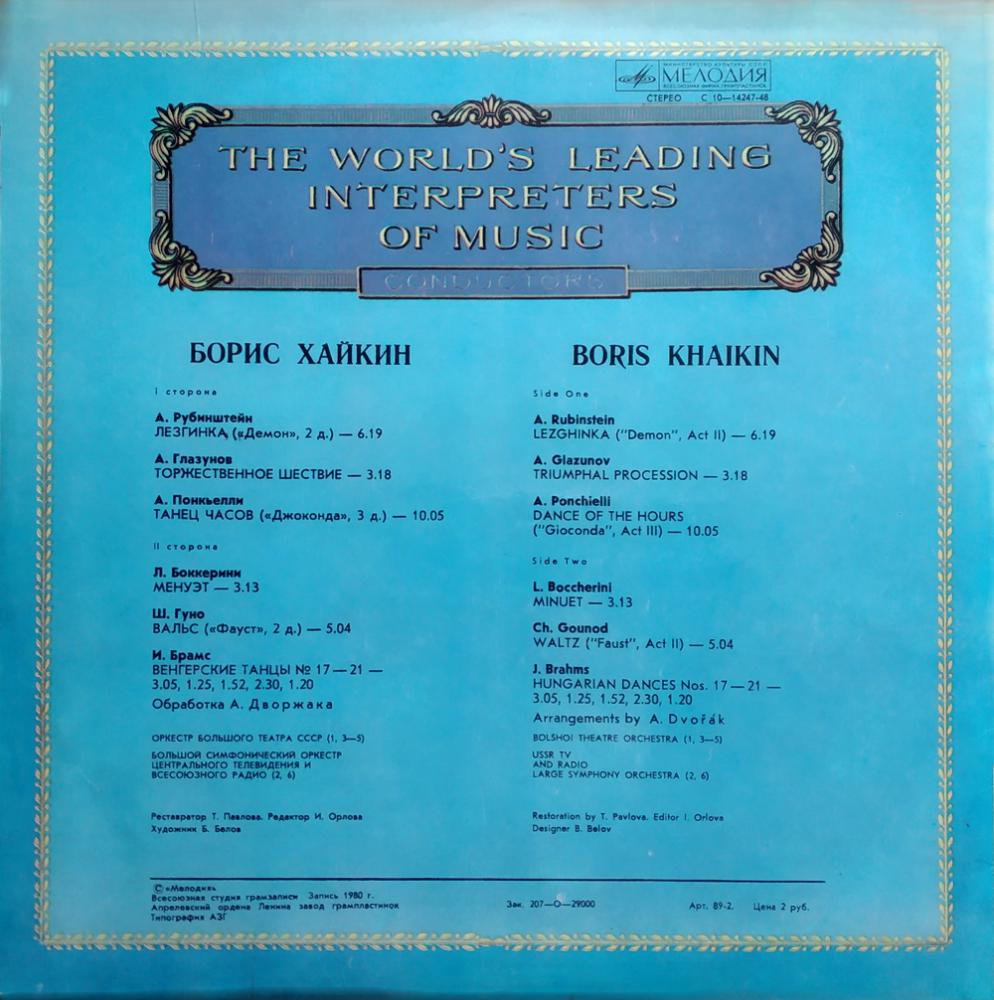 МИНИСТЕРСТВО КУЛЬТУРЫ СССР
МЕЛОДИЯ
ВСЕСОЮЗНАЯ ФИРМА ГРАМПЛАСТИНОК
СТЕРЕО С 10—14247-48
THE WORLD'S LEADING
INTERPRETERS
OF MUSIC
CONDUCTORS
БОРИС ХАЙКИН
I сторона
А. Рубинштейн
ЛЕЗГИНКА («Демон», 2 д.) — 6.19
А. Глазунов
ТОРЖЕСТВЕННОЕ ШЕСТВИЕ — 3.18
А. Понкьелли
ТАНЕЦ ЧАСОВ («Джоконда», 3 д.) — 10.05
II сторона
Л. Боккерини
МЕНУЭТ — 3.13
Ш. Гуно
ВАЛЬС («Фауст», 2 д.) — 5.04
И. Брамс
ВЕНГЕРСКИЕ ТАНЦЫ № 17—21 —
3.05, 1.25, 1.52, 2.30, 1.20
Обработка А. Дворжака
ОРКЕСТР БОЛЬШОГО ТЕАТРА СССР (1, 3—5)
БОЛЬШОЙ СИМФОНИЧЕСКИЙ ОРКЕСТР
ЦЕНТРАЛЬНОГО ТЕЛЕВИДЕНИЯ И
ВСЕСОЮЗНОГО РАДИО (2, 6)
Реставратор Т. Павлова. Редактор И. Орлова
Художник Б. Белов
BORIS KHAIKIN
Side One
A. Rubinstein
LEZGHINKA ("Demon", Act II) — 6.19
A. Glazunov
TRIUMPHAL PROCESSION — 3.18
A. Ponchielli
DANCE OF THE HOURS
("Gioconda", Act III) — 10.05
Side Two
L. Boccherini
MINUET — 3.13
Ch. Gounod
WALTZ ("Faust", Act II) — 5.04
J. Brahms
HUNGARIAN DANCES Nos. 17—21 —
3.05, 1.25, 1.52, 2.30, 1.20
Arrangements by A. Dvořák
BOLSHOI THEATRE ORCHESTRA (1, 3—5)
USSR TV
AND RADIO
LARGE SYMPHONY ORCHESTRA (2, 6)
Restoration by T. Pavlova. Editor I. Orlova
Designer B. Belov
© «Мелодия»
Всесоюзная студия грамзаписи Запись 1980 г.
Апрелевский ордена Ленина завод грампластинок
Типография АЗГ
Зак. 207—О—29000
Арт. 89-2. Цена 2 руб.